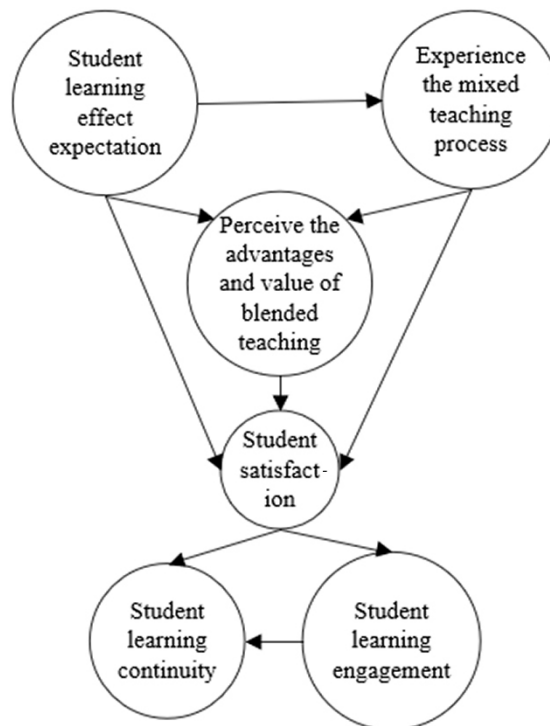 Student
learning
effect
expectation
Experience
the mixed
teaching
process
Perceive the
advantages
and value of
blended
teaching
Student
satisfact-
ion
Student
learning
continuity
Student
learning
engagement